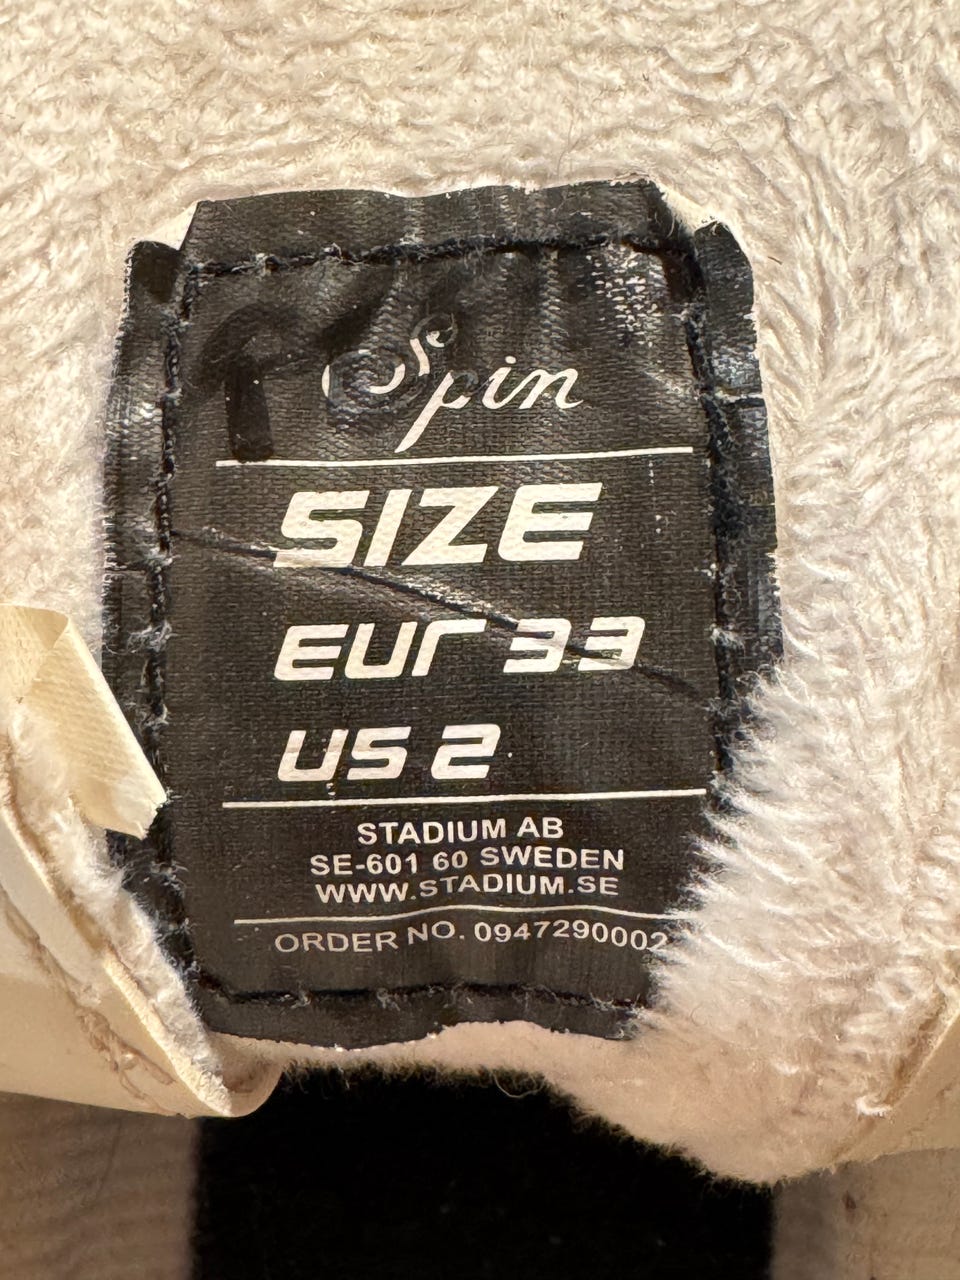 Spin
SIZE
EUR 33
US 2
STADIUM AB
SE-601 60 SWEDEN
WWW.STADIUM.SE
ORDER NO. 0947290002